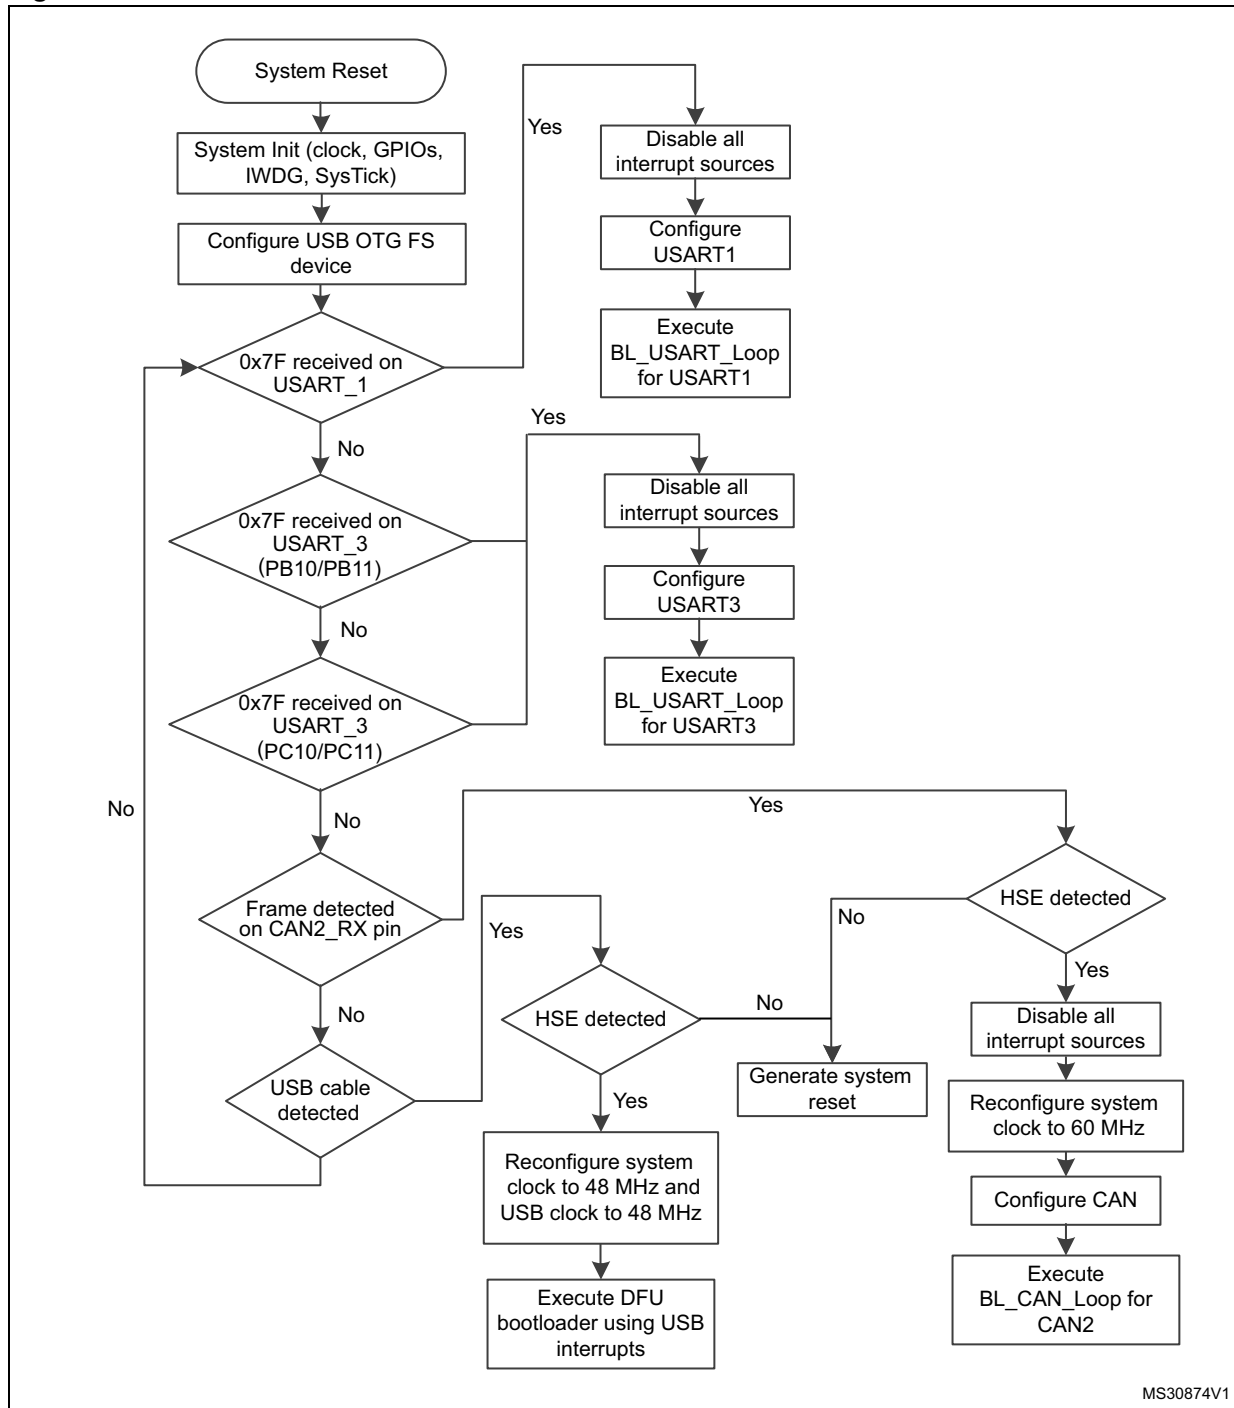 System Reset
System Init (clock, GPIOs,
IWDG, SysTick)
Configure USB OTG FS
device
0x7F received on
USART_1
Yes
Disable all
interrupt sources
Configure
USART1
Execute
BL_USART_Loop
for USART1
No
0x7F received on
USART_3
(PB10/PB11)
Yes
Disable all
interrupt sources
Configure
USART3
Execute
BL_USART_Loop
for USART3
No
0x7F received on
USART_3
(PC10/PC11)
No
No
Frame detected
on CAN2_RX pin
Yes
HSE detected
No
Yes
Disable all
interrupt sources
Reconfigure system
clock to 60 MHz
Configure CAN
Execute
BL_CAN_Loop for
CAN2
No
USB cable
detected
Yes
HSE detected
No
Generate system
reset
Yes
Reconfigure system
clock to 48 MHz and
USB clock to 48 MHz
Execute DFU
bootloader using USB
interrupts
MS30874V1